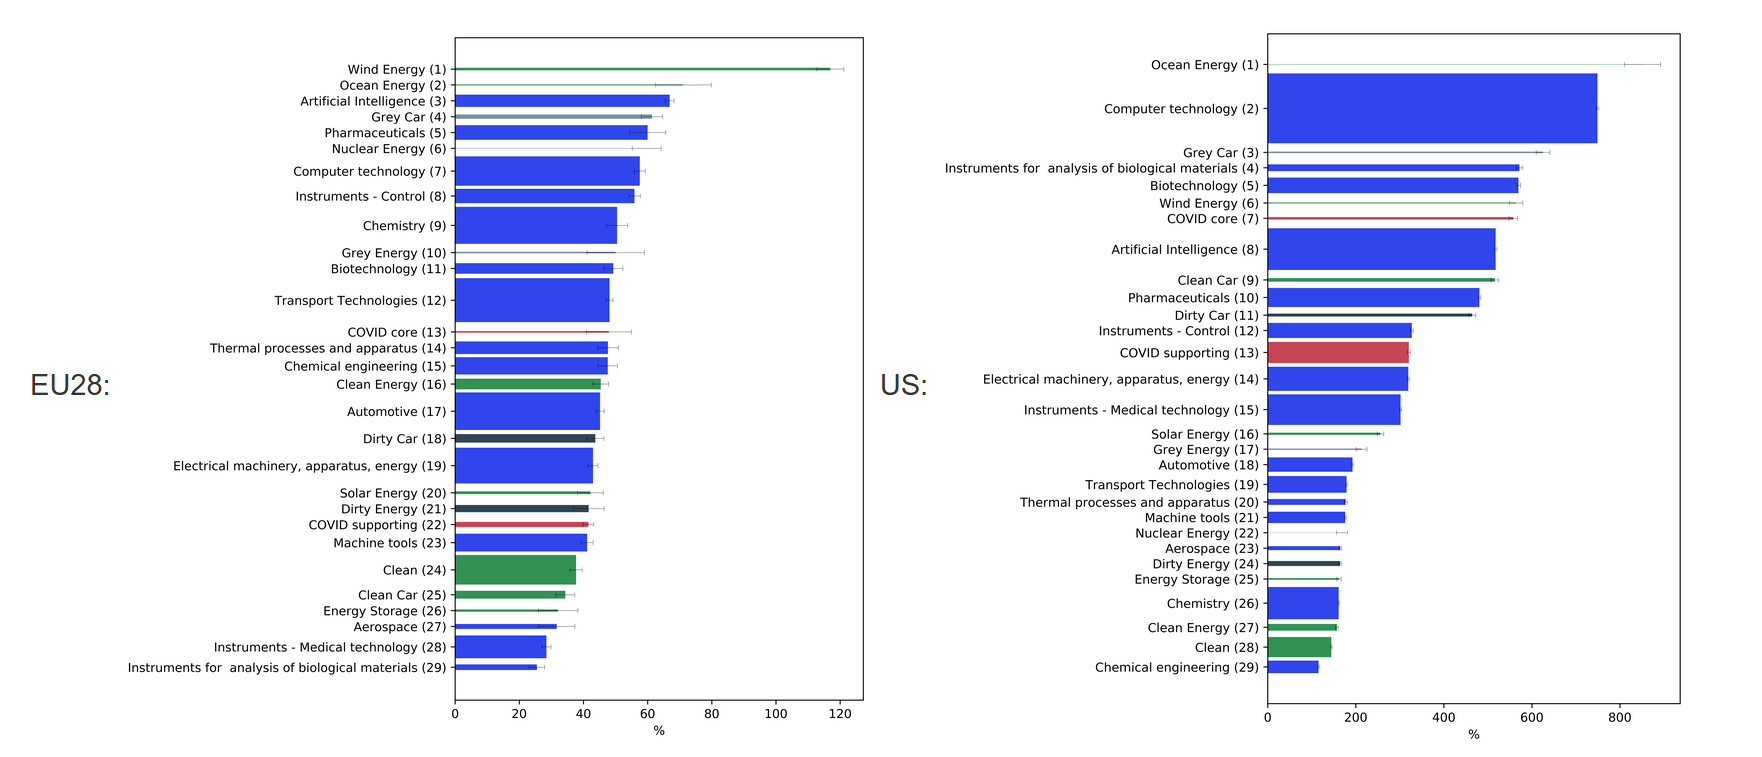 EU28:
Wind Energy (1)
Ocean Energy (2)
Artificial Intelligence (3)
Grey Car (4)
Pharmaceuticals (5)
Nuclear Energy (6)
Computer technology (7)
Instruments - Control (8)
Chemistry (9)
Grey Energy (10)
Biotechnology (11)
Transport Technologies (12)
COVID core (13)
Thermal processes and apparatus (14)
Chemical engineering (15)
Clean Energy (16)
Automotive (17)
Dirty Car (18)
Electrical machinery, apparatus, energy (19)
Solar Energy (20)
Dirty Energy (21)
COVID supporting (22)
Machine tools (23)
Clean (24)
Clean Car (25)
Energy Storage (26)
Aerospace (27)
Instruments - Medical technology (28)
Instruments for  analysis of biological materials (29)
0 20 40 60 80 100 120
%
US:
Ocean Energy (1)
Computer technology (2)
Grey Car (3)
Instruments for  analysis of biological materials (4)
Biotechnology (5)
Wind Energy (6)
COVID core (7)
Artificial Intelligence (8)
Clean Car (9)
Pharmaceuticals (10)
Dirty Car (11)
Instruments - Control (12)
COVID supporting (13)
Electrical machinery, apparatus, energy (14)
Instruments - Medical technology (15)
Solar Energy (16)
Grey Energy (17)
Automotive (18)
Transport Technologies (19)
Thermal processes and apparatus (20)
Machine tools (21)
Nuclear Energy (22)
Aerospace (23)
Dirty Energy (24)
Energy Storage (25)
Chemistry (26)
Clean Energy (27)
Clean (28)
Chemical engineering (29)
0 200 400 600 800
%